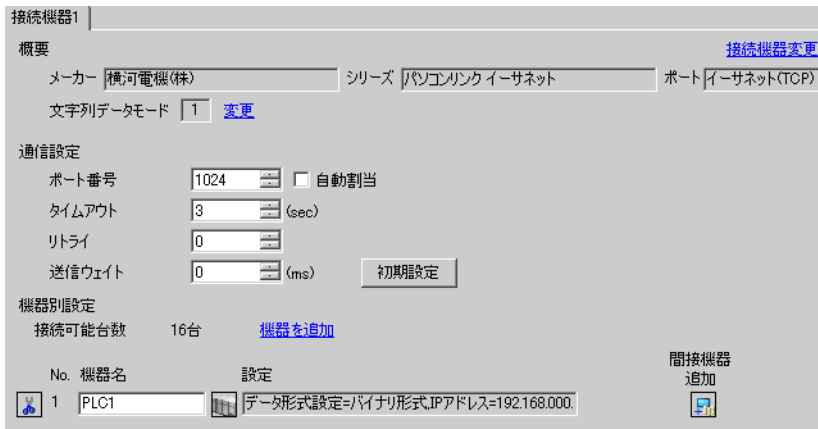 接続機器1
概要 接続機器変更
メーカー 横河電機(株) シリーズ パソコンリンク イーサネット ポート イーサネット(TCP)
文字列データモード 1 変更
通信設定
ポート番号 1024 自動割当
タイムアウト 3 (sec)
リトライ 0
送信ウェイト 0 (ms) 初期設定
機器別設定
接続可能台数 16台 機器を追加
間接機器
No. 機器名 設定 追加
1 PLC1 データ形式設定=バイナリ形式,IPアドレス=192.168.000.